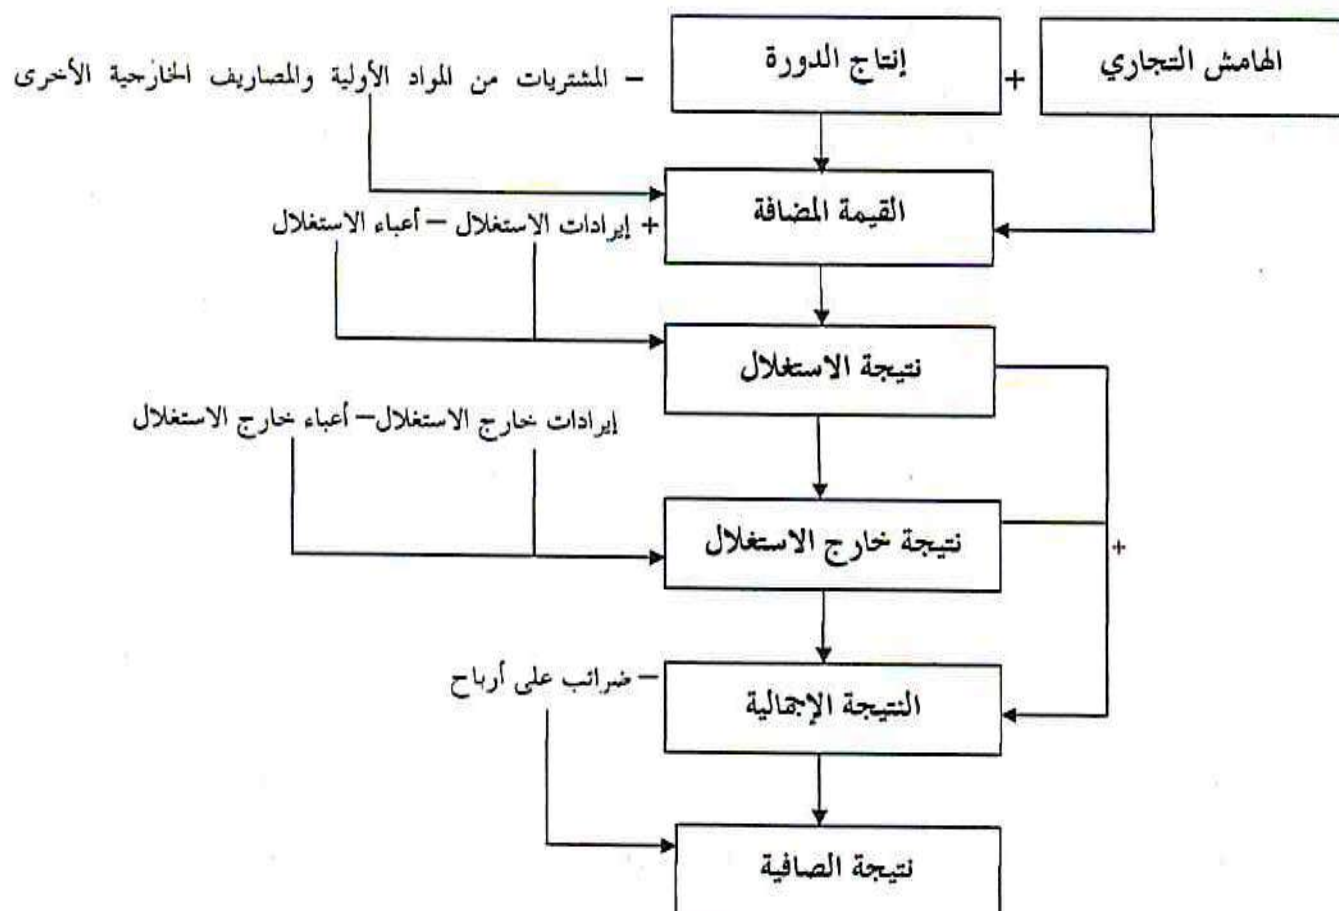 الهامش التجاري
+
إنتاج الدورة
– المشتريات من المواد الأولية والمصاريف الخارجية الأخرى
القيمة المضافة
+ إيرادات الاستغلال – أعباء الاستغلال
نتيجة الاستغلال
إيرادات خارج الاستغلال – أعباء خارج الاستغلال
نتيجة خارج الاستغلال
+
– ضرائب على أرباح
النتيجة الإجمالية
نتيجة الصافية